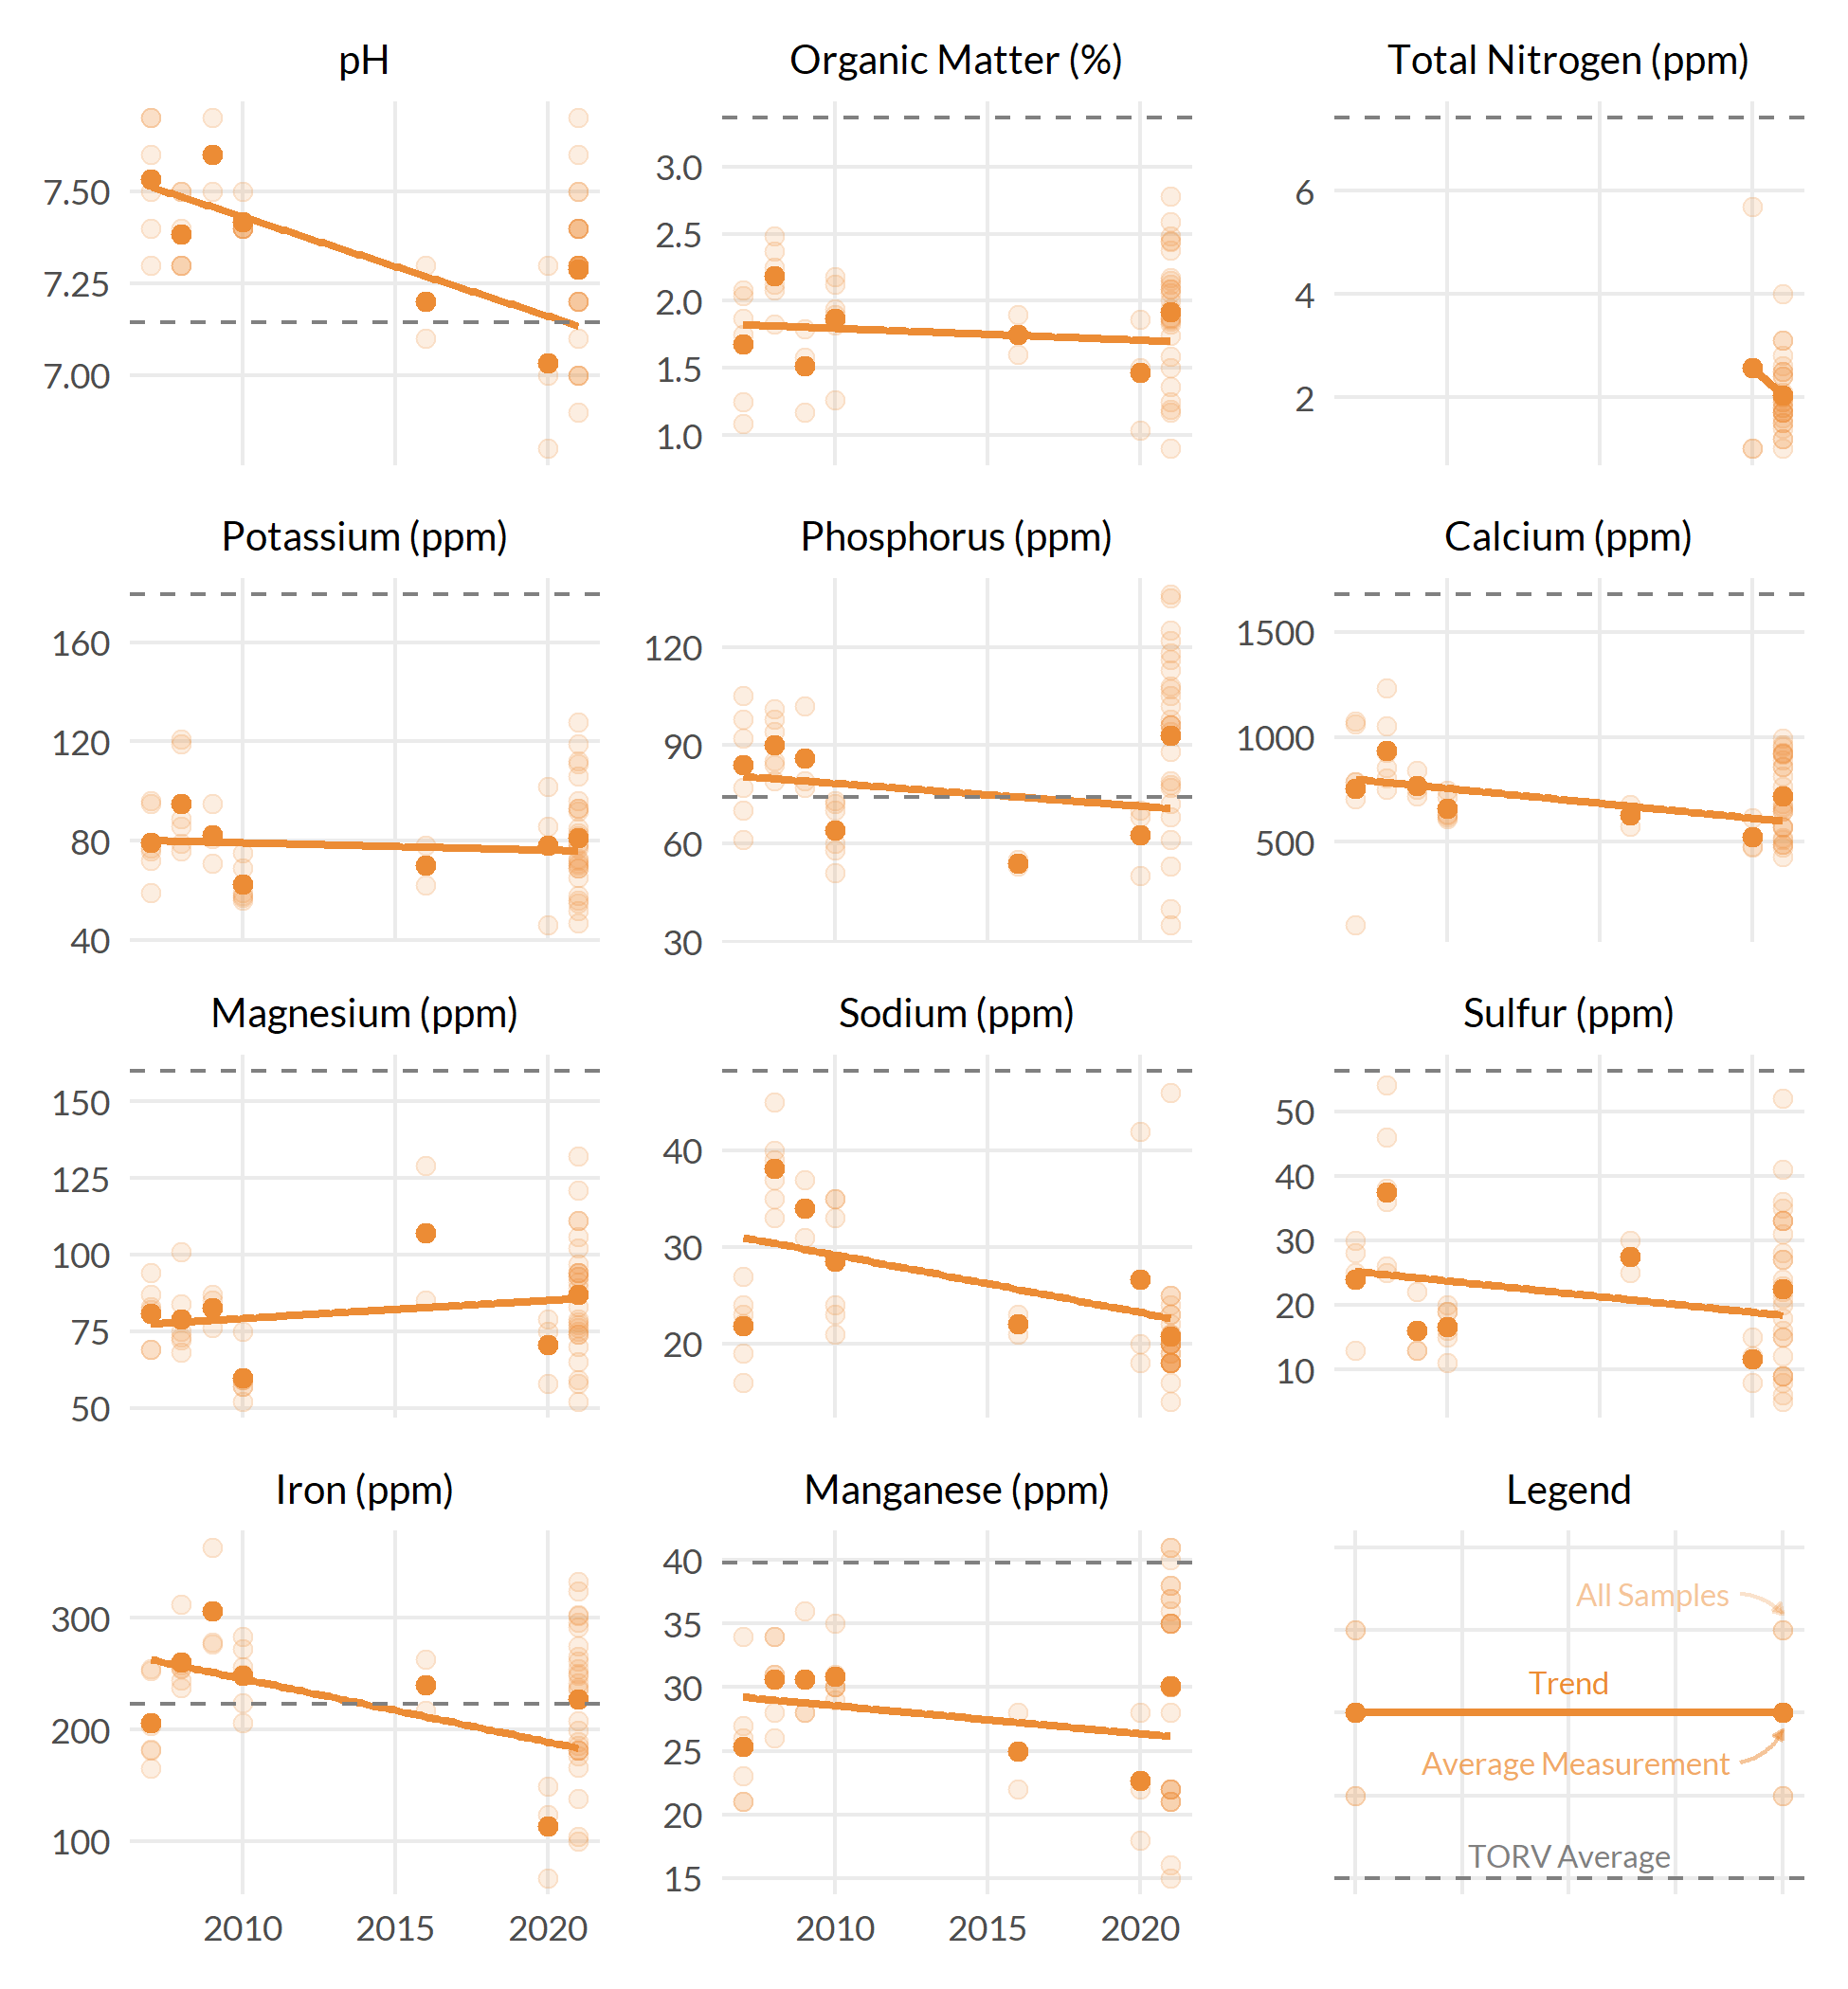 pH
Organic Matter (%)
Total Nitrogen (ppm)
7.50
7.25
7.00
3.0
2.5
2.0
1.5
1.0
6
4
2
Potassium (ppm)
Phosphorus (ppm)
Calcium (ppm)
160
120
80
40
120
90
60
30
1500
1000
500
Magnesium (ppm)
Sodium (ppm)
Sulfur (ppm)
150
125
100
75
50
40
30
20
50
40
30
20
10
Iron (ppm)
Manganese (ppm)
Legend
300
200
100
40
35
30
25
20
15
All Samples
Trend
Average Measurement
TORV Average
2010 2015 2020
2010 2015 2020